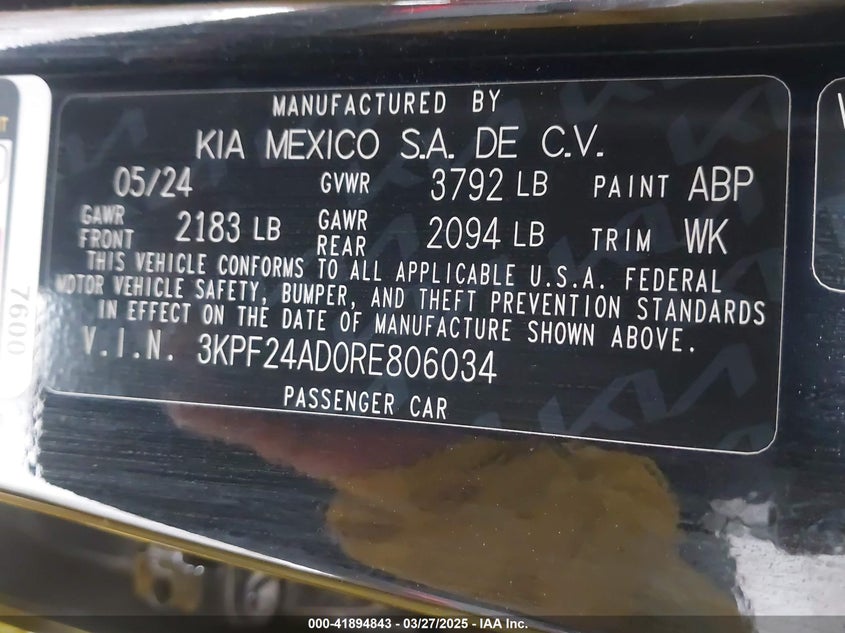 MANUFACTURED BY
KIA MEXICO S.A. DE C.V.
05/24 GVWR 3792 LB PAINT ABP
GAWR FRONT 2183 LB GAWR REAR 2094 LB TRIM WK
THIS VEHICLE CONFORMS TO ALL APPLICABLE U.S.A. FEDERAL
MOTOR VEHICLE SAFETY, BUMPER, AND THEFT PREVENTION STANDARDS
IN EFFECT ON THE DATE OF MANUFACTURE SHOWN ABOVE.
V.I.N. 3KPF24AD0RE806034
PASSENGER CAR
7600
000-41894843 - 03/27/2025 - IAA Inc.